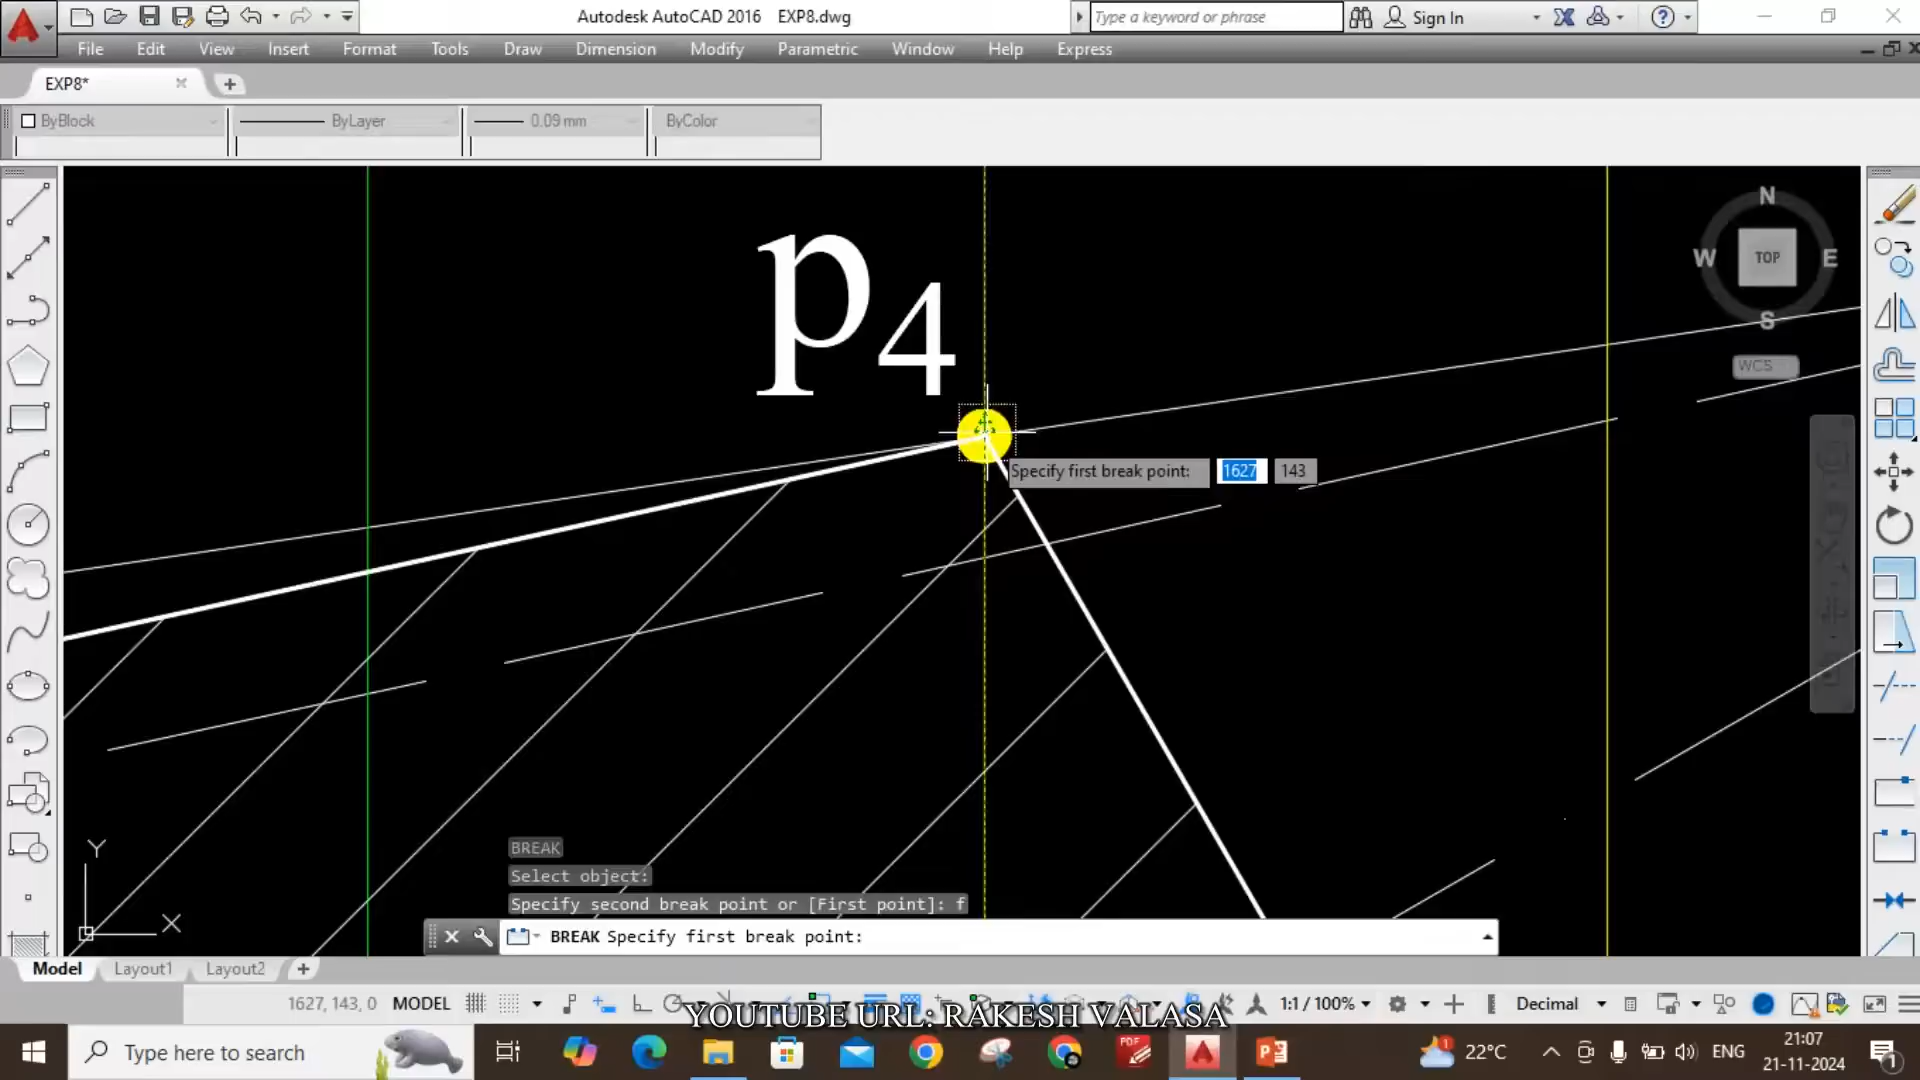 Autodesk AutoCAD 2016 EXP8.dwg
Type a keyword or phrase
Sign In
File Edit View Insert Format Tools Draw Dimension Modify Parametric Window Help Express
EXP8*
ByBlock ByLayer 0.09 mm ByColor
N
W TOP E
S
WCS
p4
Specify first break point: 1627 143
Y
X
BREAK
Select object:
Specify second break point or [First point]: f
BREAK Specify first break point:
Model Layout1 Layout2
1627, 143, 0 MODEL 1:1 / 100% Decimal
YOUTUBE URL: RAKESH VALASA
Type here to search
22°C ENG
21:07
21-11-2024
1